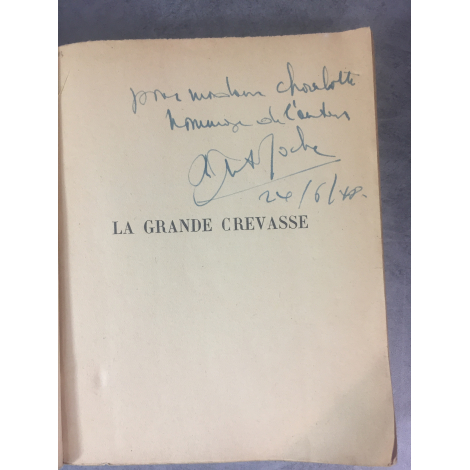 pour madame Charlotte
hommage de l'auteur
24/6/48.
LA GRANDE CREVASSE